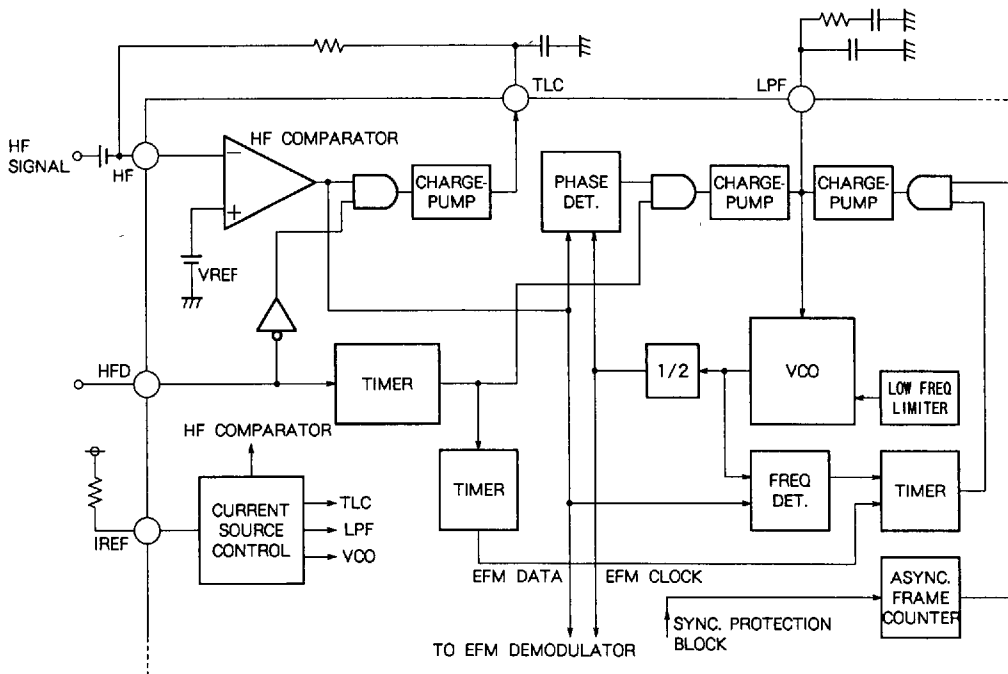 TLC
LPF
HF
SIGNAL
HF
HF COMPARATOR
−
+
VREF
CHARGE-
PUMP
PHASE
DET.
CHARGE-
PUMP
CHARGE-
PUMP
HFD
TIMER
1/2
VCO
LOW FREQ
LIMITER
HF COMPARATOR
TIMER
FREQ
DET.
TIMER
IREF
CURRENT
SOURCE
CONTROL
TLC
LPF
VCO
EFM DATA
EFM CLOCK
ASYNC.
FRAME
COUNTER
SYNC. PROTECTION
BLOCK
TO EFM DEMODULATOR